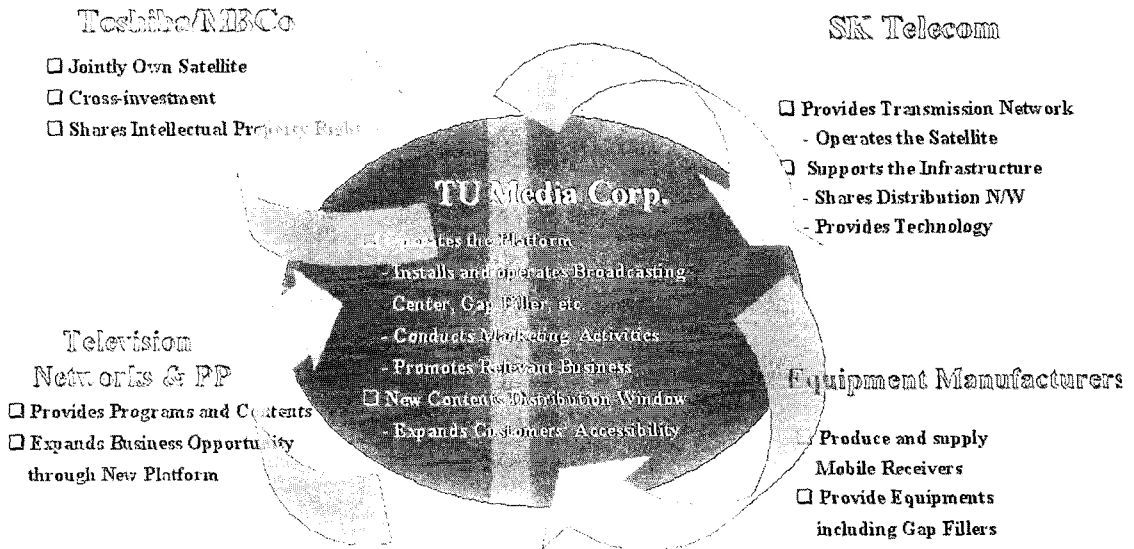 Toshiba/MBCo
❑ Jointly Own Satellite
❑ Cross-investment
❑ Shares Intellectual Property Right
SK Telecom
❑ Provides Transmission Network
- Operates the Satellite
❑ Supports the Infrastructure
- Shares Distribution N/W
- Provides Technology
TU Media Corp.
❑ Operates the Platform
- Installs and operates Broadcasting
Center, Gap Filler, etc.
- Conducts Marketing Activities
- Promotes Relevant Business
❑ New Contents Distribution Window
- Expands Customers' Accessibility
Television
Networks & PP
❑ Provides Programs and Contents
❑ Expands Business Opportunity
through New Platform
Equipment Manufacturers
❑ Produce and supply
Mobile Receivers
❑ Provide Equipments
including Gap Fillers